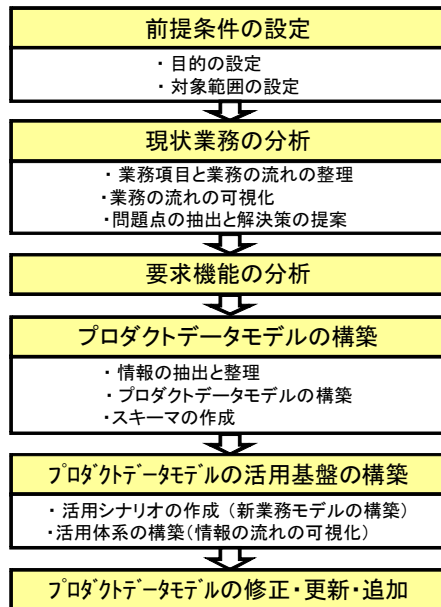 前提条件の設定
・目的の設定
・対象範囲の設定
現状業務の分析
・業務項目と業務の流れの整理
・業務の流れの可視化
・問題点の抽出と解決策の提案
要求機能の分析
プロダクトデータモデルの構築
・情報の抽出と整理
・プロダクトデータモデルの構築
・スキーマの作成
ﾌﾟﾛﾀﾞｸﾄﾃﾞｰﾀﾓﾃﾞﾙの活用基盤の構築
・活用シナリオの作成（新業務モデルの構築）
・活用体系の構築（情報の流れの可視化）
ﾌﾟﾛﾀﾞｸﾄﾃﾞｰﾀﾓﾃﾞﾙの修正・更新・追加